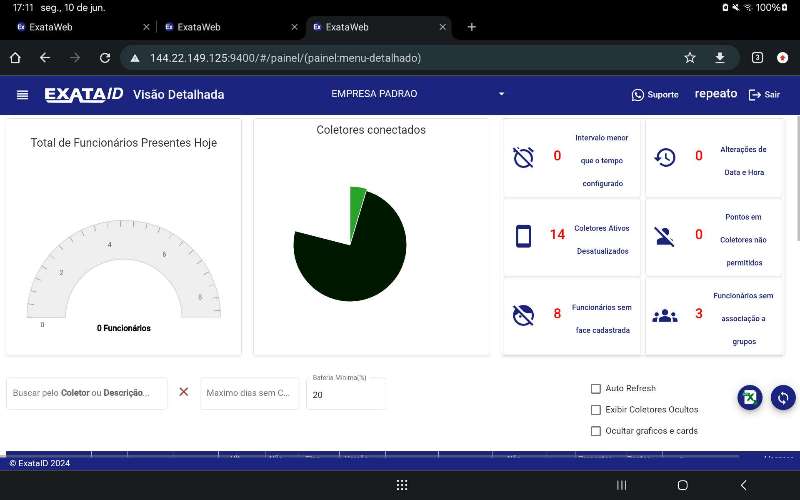 17:11 seg., 10 de jun.
100%
ExataWeb
ExataWeb
ExataWeb
144.22.149.125:9400/#/painel/(painel:menu-detalhado)
3
EXATAID Visão Detalhada
EMPRESA PADRAO
Suporte
repeato
Sair
Total de Funcionários Presentes Hoje
0
2
4
6
8
0 Funcionários
Coletores conectados
0
Intervalo menor
que o tempo
configurado
0
Alterações de
Data e Hora
14
Coletores Ativos
Desatualizados
0
Pontos em
Coletores não
permitidos
8
Funcionários sem
face cadastrada
3
Funcionários sem
associação a
grupos
Buscar pelo Coletor ou Descrição...
Maximo dias sem C...
Bateria Minima(%)
20
Auto Refresh
Exibir Coletores Ocultos
Ocultar graficos e cards
© ExataID 2024